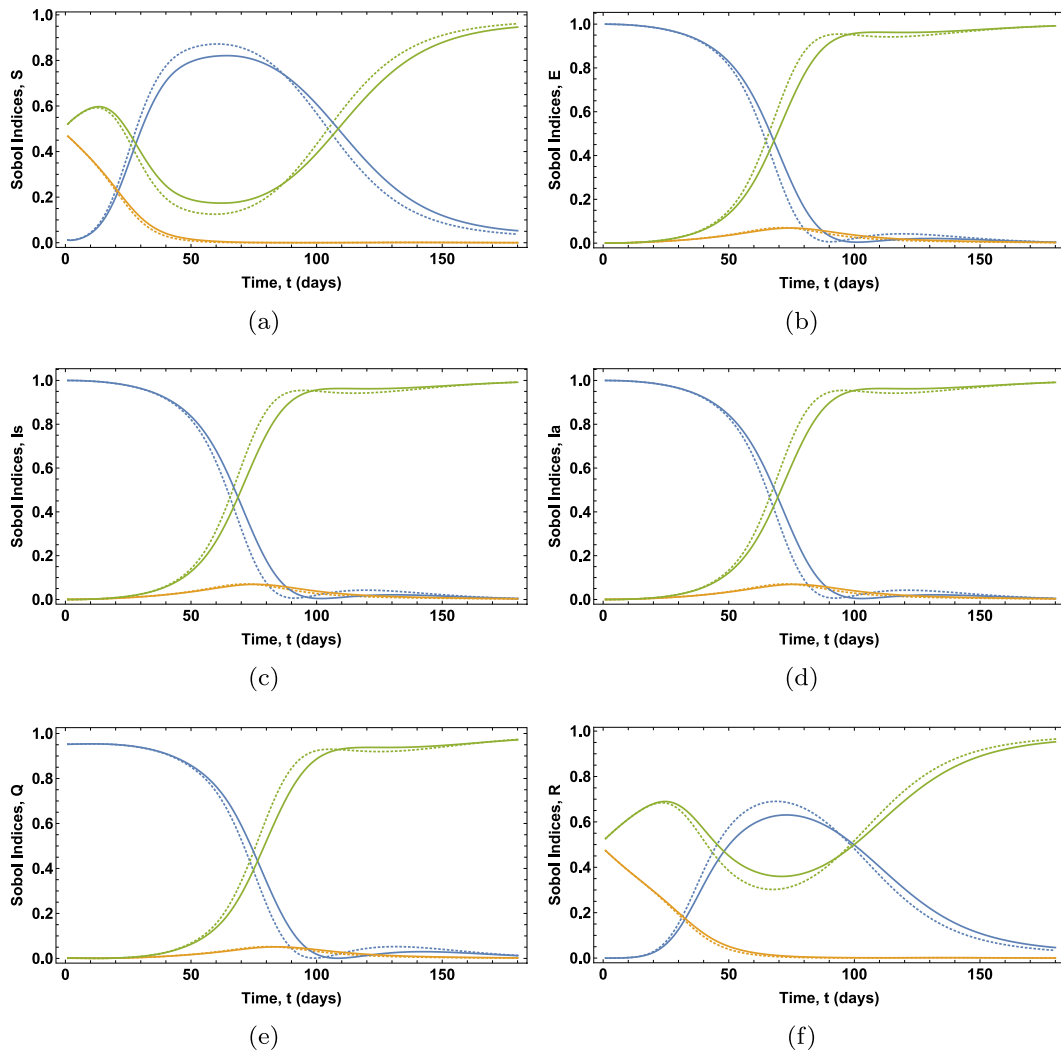 Sobol Indices, S
1.0
0.8
0.6
0.4
0.2
0.0
0 50 100 150
Time, t (days)
(a)
Sobol Indices, E
1.0
0.8
0.6
0.4
0.2
0.0
0 50 100 150
Time, t (days)
(b)
Sobol Indices, Is
1.0
0.8
0.6
0.4
0.2
0.0
0 50 100 150
Time, t (days)
(c)
Sobol Indices, Ia
1.0
0.8
0.6
0.4
0.2
0.0
0 50 100 150
Time, t (days)
(d)
Sobol Indices, Q
1.0
0.8
0.6
0.4
0.2
0.0
0 50 100 150
Time, t (days)
(e)
Sobol Indices, R
1.0
0.8
0.6
0.4
0.2
0.0
0 50 100 150
Time, t (days)
(f)